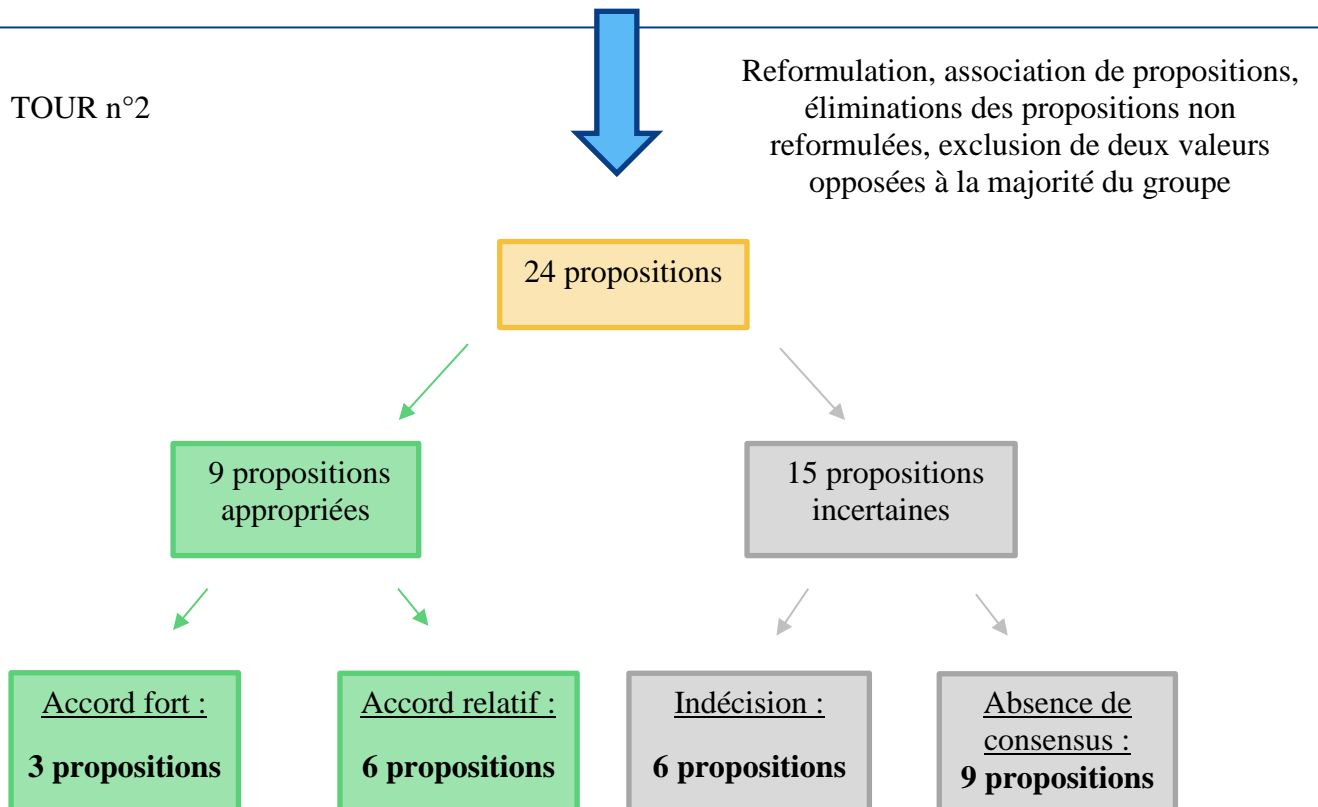 TOUR n°2
Reformulation, association de propositions,
éliminations des propositions non
reformulées, exclusion de deux valeurs
opposées à la majorité du groupe
24 propositions
9 propositions
appropriées
15 propositions
incertaines
Accord fort :
3 propositions
Accord relatif :
6 propositions
Indécision :
6 propositions
Absence de
consensus :
9 propositions